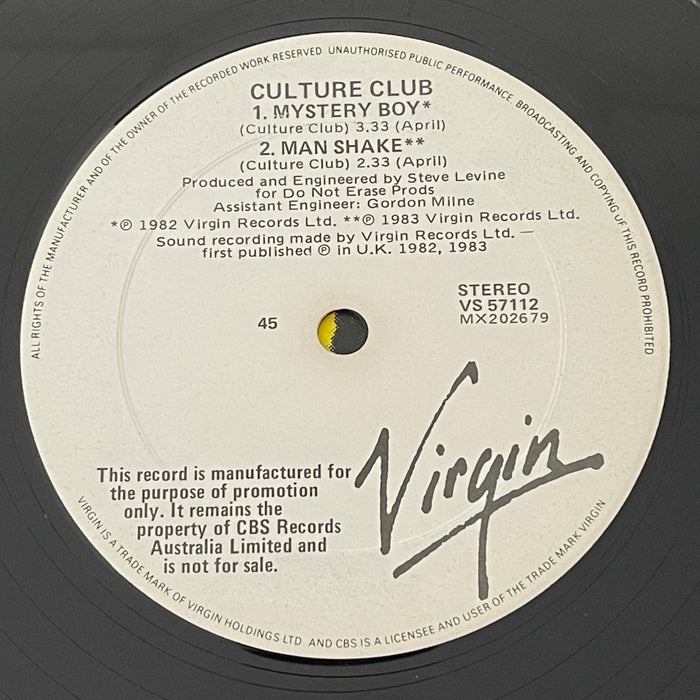 ALL RIGHTS OF THE MANUFACTURER AND OF THE OWNER OF THE RECORDED WORK RESERVED UNAUTHORISED PUBLIC PERFORMANCE, BROADCASTING AND COPYING OF THIS RECORD PROHIBITED
CULTURE CLUB
1. MYSTERY BOY*
(Culture Club) 3.33 (April)
2. MAN SHAKE**
(Culture Club) 2.33 (April)
Produced and Engineered by Steve Levine
for Do Not Erase Prods
Assistant Engineer: Gordon Milne
*℗ 1982 Virgin Records Ltd. **℗ 1983 Virgin Records Ltd.
Sound recording made by Virgin Records Ltd. —
first published ℗ in U.K. 1982, 1983
STEREO
VS 57112
MX202679
45
Virgin
This record is manufactured for
the purpose of promotion
only. It remains the
property of CBS Records
Australia Limited and
is not for sale.
VIRGIN IS A TRADE MARK OF VIRGIN HOLDINGS LTD. AND CBS IS A LICENSEE AND USER OF THE TRADE MARK VIRGIN